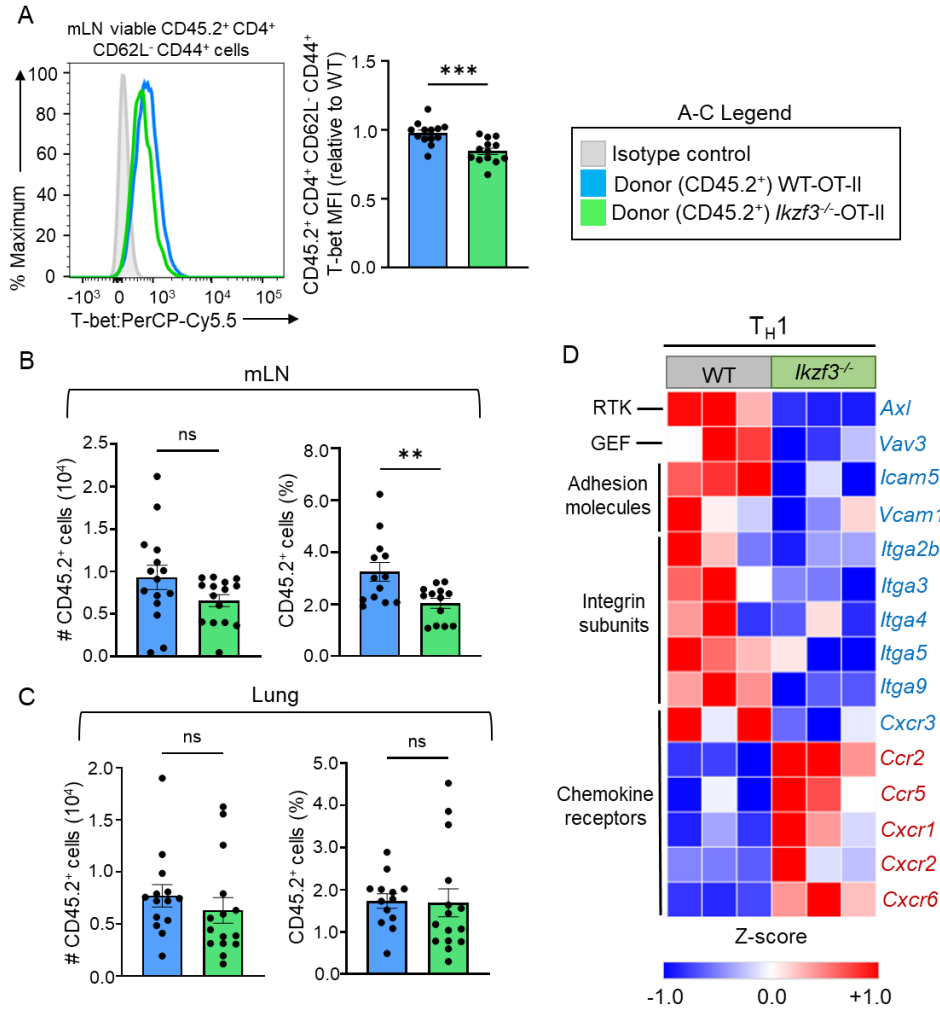 A
mLN viable CD45.2⁺ CD4⁺
CD62L⁻ CD44⁺ cells
% Maximum
100
80
60
40
20
0
-10³ 0 10³ 10⁴ 10⁵
T-bet:PerCP-Cy5.5
CD45.2⁺ CD4⁺ CD62L⁻ CD44⁺
T-bet MFI (relative to WT)
1.5
1.0
0.5
0.0
***
A-C Legend
Isotype control
Donor (CD45.2⁺) WT-OT-II
Donor (CD45.2⁺) Ikzf3⁻/⁻-OT-II
B
mLN
# CD45.2⁺ cells (10⁴)
2.5
2.0
1.5
1.0
0.5
0.0
ns
CD45.2⁺ cells (%)
8.0
6.0
4.0
2.0
0.0
**
C
Lung
# CD45.2⁺ cells (10⁴)
2.0
1.5
1.0
0.5
0.0
ns
CD45.2⁺ cells (%)
5.0
4.0
3.0
2.0
1.0
0.0
ns
D
T_H1
WT Ikzf3⁻/⁻
RTK
GEF
Adhesion
molecules
Integrin
subunits
Chemokine
receptors
Axl
Vav3
Icam5
Vcam1
Itga2b
Itga3
Itga4
Itga5
Itga9
Cxcr3
Ccr2
Ccr5
Cxcr1
Cxcr2
Cxcr6
Z-score
-1.0 0.0 +1.0